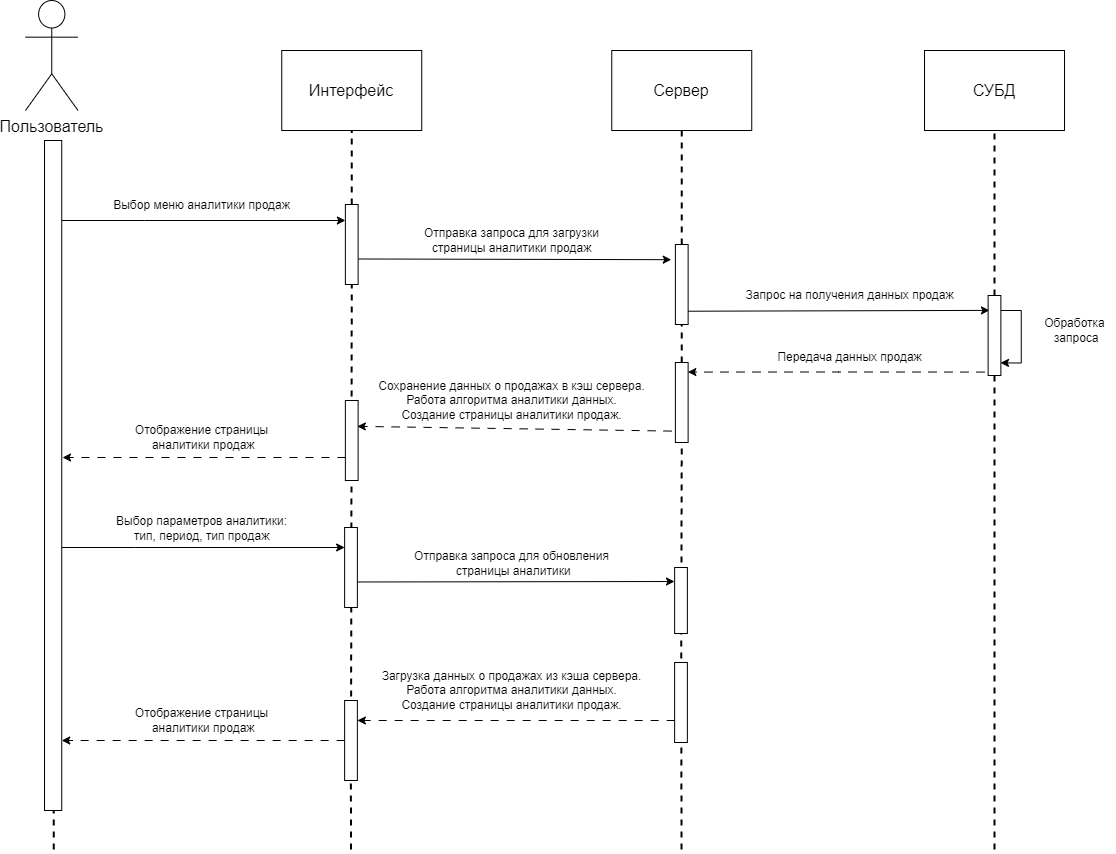 Пользователь
Интерфейс
Сервер
СУБД
Выбор меню аналитики продаж
Отправка запроса для загрузки
страницы аналитики продаж
Запрос на получения данных продаж
Обработка
запроса
Передача данных продаж
Сохранение данных о продажах в кэш сервера.
Работа алгоритма аналитики данных.
Создание страницы аналитики продаж.
Отображение страницы
аналитики продаж
Выбор параметров аналитики:
тип, период, тип продаж
Отправка запроса для обновления
страницы аналитики
Загрузка данных о продажах из кэша сервера.
Работа алгоритма аналитики данных.
Создание страницы аналитики продаж.
Отображение страницы
аналитики продаж